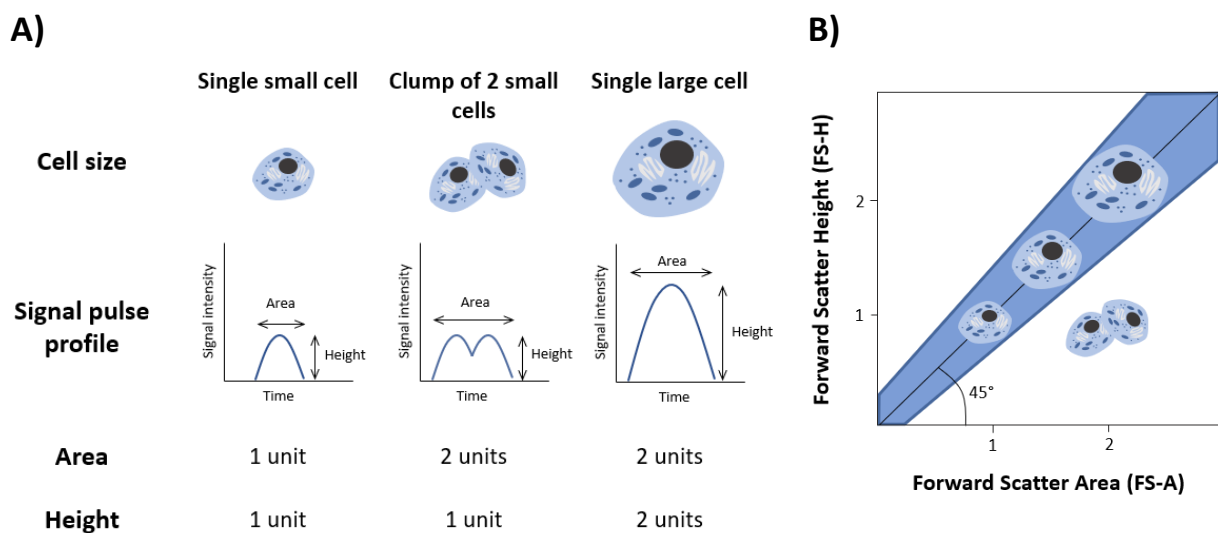 A)
B)
Single small cell
Clump of 2 small
cells
Single large cell
Cell size
Signal pulse
profile
Signal intensity
Area
Height
Time
Signal intensity
Area
Height
Time
Signal intensity
Area
Height
Time
Area
1 unit
2 units
2 units
Height
1 unit
1 unit
2 units
Forward Scatter Height (FS-H)
2
1
45°
1
2
Forward Scatter Area (FS-A)